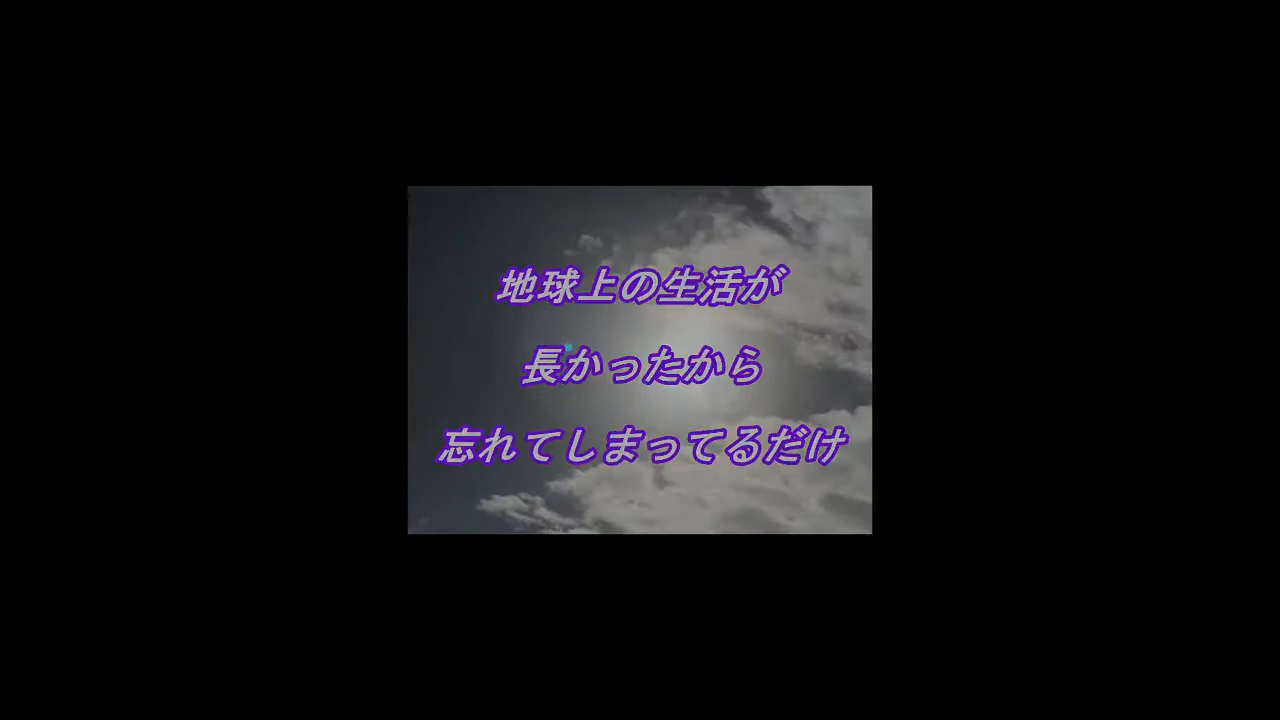 地球上の生活が
長かったから
忘れてしまってるだけ